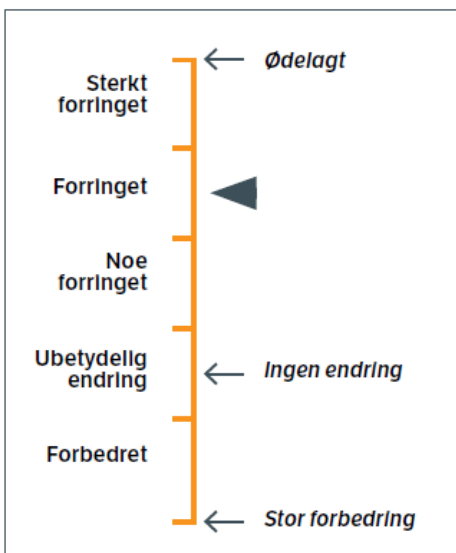 Ødelagt
Sterkt
forringet
Forringet
Noe
forringet
Ubetydelig
endring
Ingen endring
Forbedret
Stor forbedring